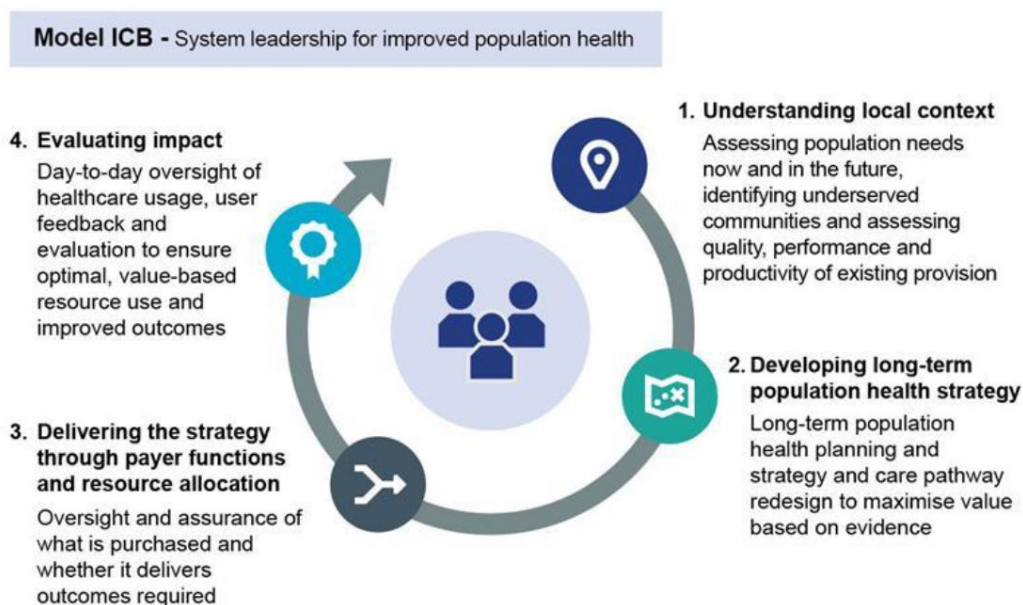 Model ICB - System leadership for improved population health
1. Understanding local context
Assessing population needs
now and in the future,
identifying underserved
communities and assessing
quality, performance and
productivity of existing provision
2. Developing long-term
population health strategy
Long-term population
health planning and
strategy and care pathway
redesign to maximise value
based on evidence
3. Delivering the strategy
through payer functions
and resource allocation
Oversight and assurance of
what is purchased and
whether it delivers
outcomes required
4. Evaluating impact
Day-to-day oversight of
healthcare usage, user
feedback and
evaluation to ensure
optimal, value-based
resource use and
improved outcomes